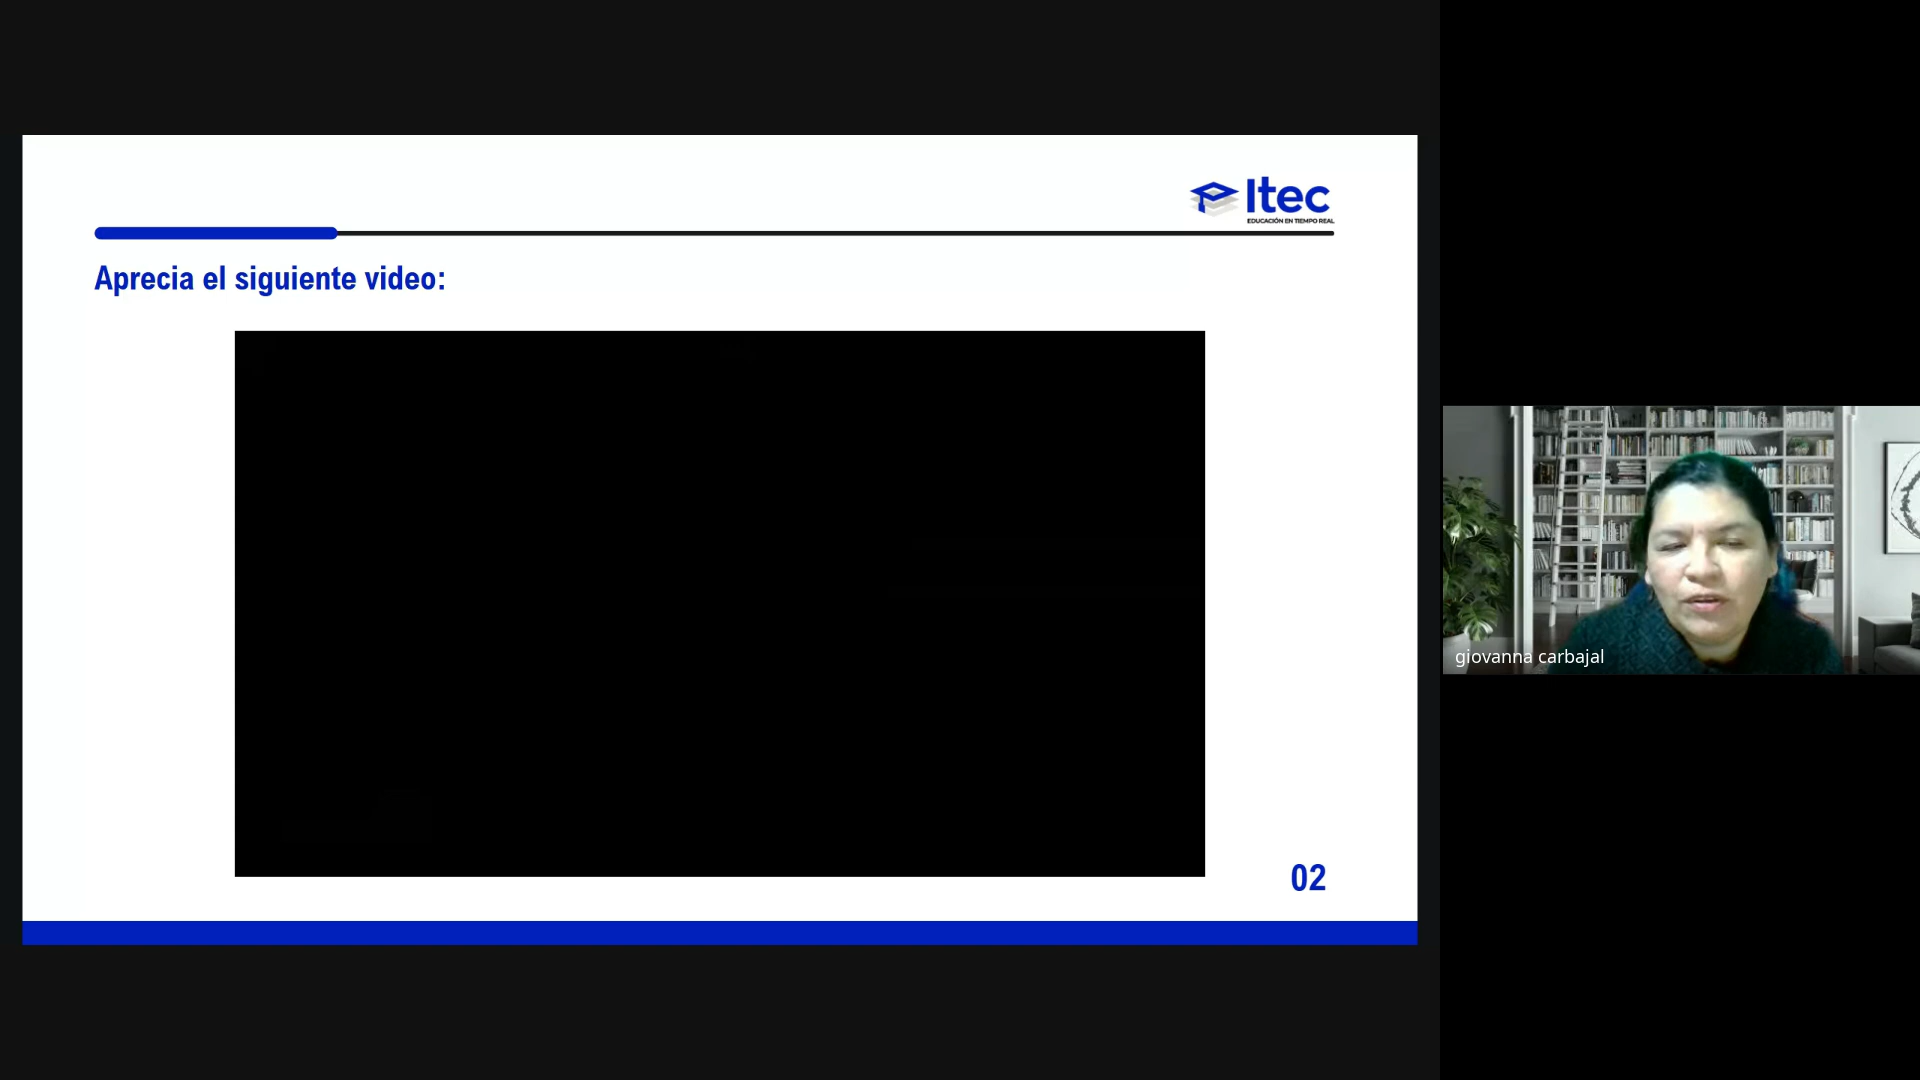 Itec
EDUCACIÓN EN TIEMPO REAL
Aprecia el siguiente video:
02
giovanna carbajal